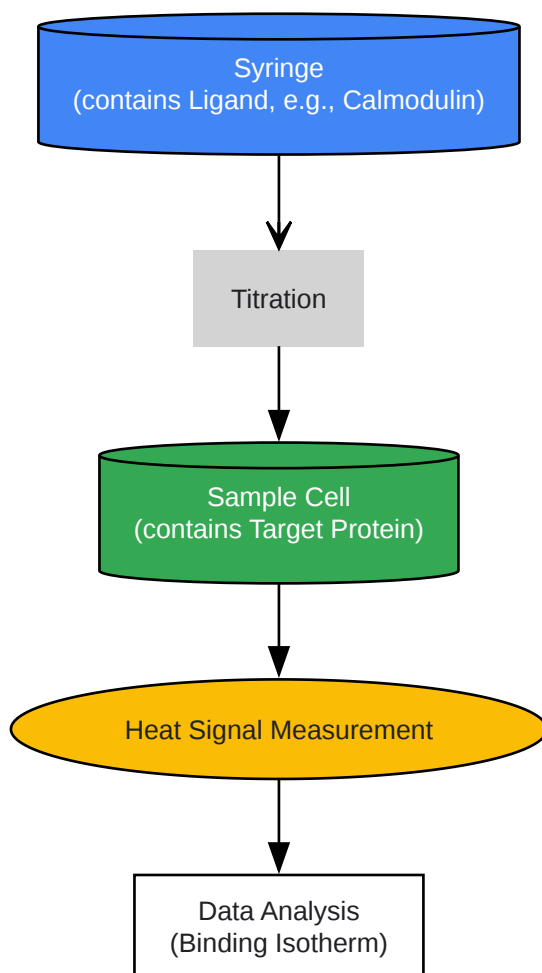 Syringe
(contains Ligand, e.g., Calmodulin)
Titration
Sample Cell
(contains Target Protein)
Heat Signal Measurement
Data Analysis
(Binding Isotherm)